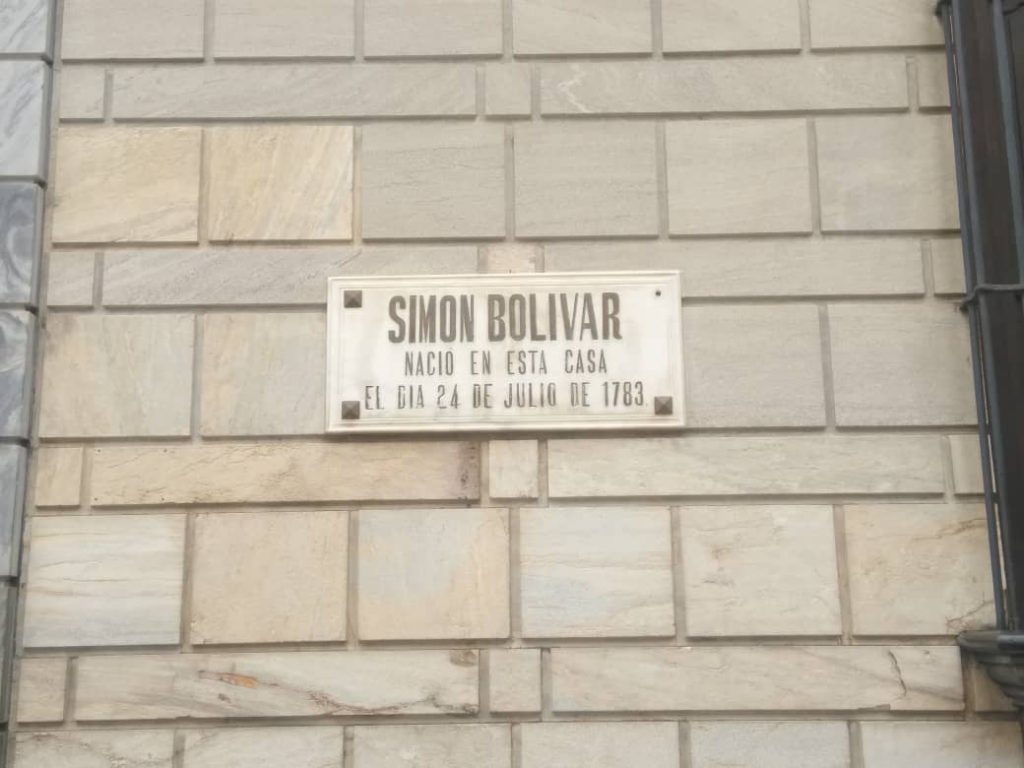 SIMON BOLIVAR
NACIO EN ESTA CASA
EL DIA 24 DE JULIO DE 1783.